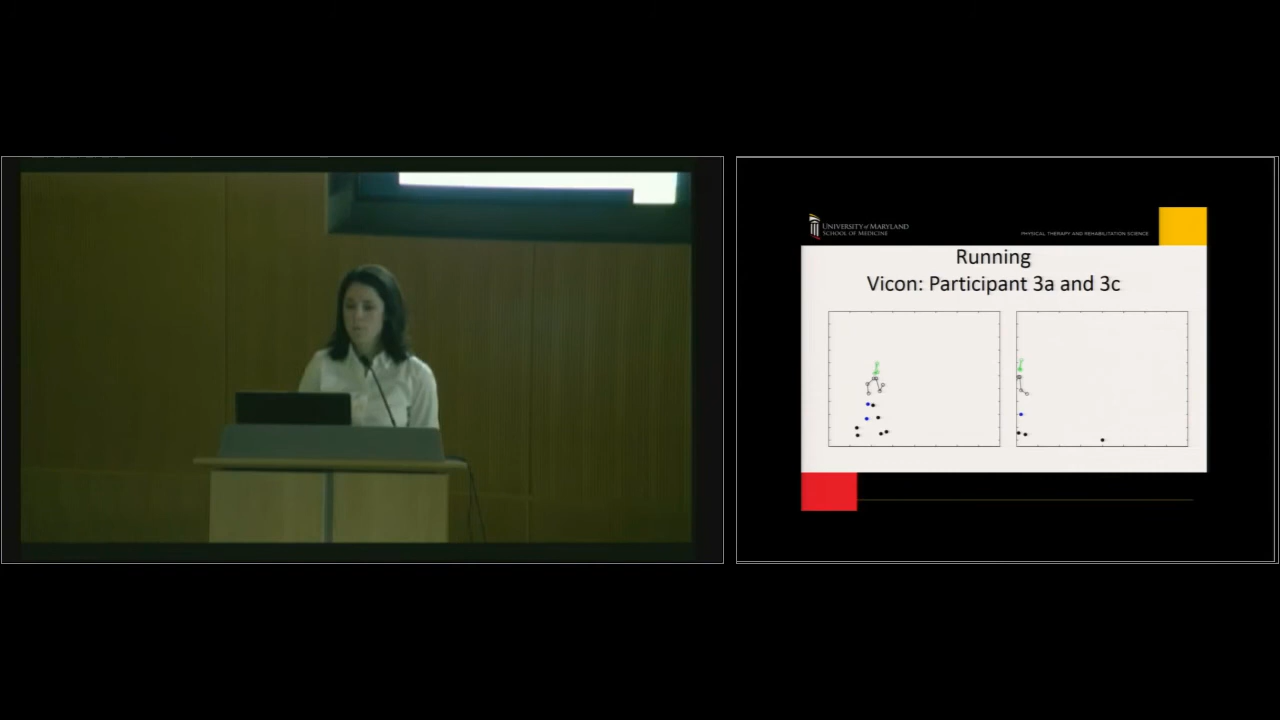 UNIVERSITY of MARYLAND
SCHOOL OF MEDICINE
PHYSICAL THERAPY AND REHABILITATION SCIENCE
Running
Vicon: Participant 3a and 3c